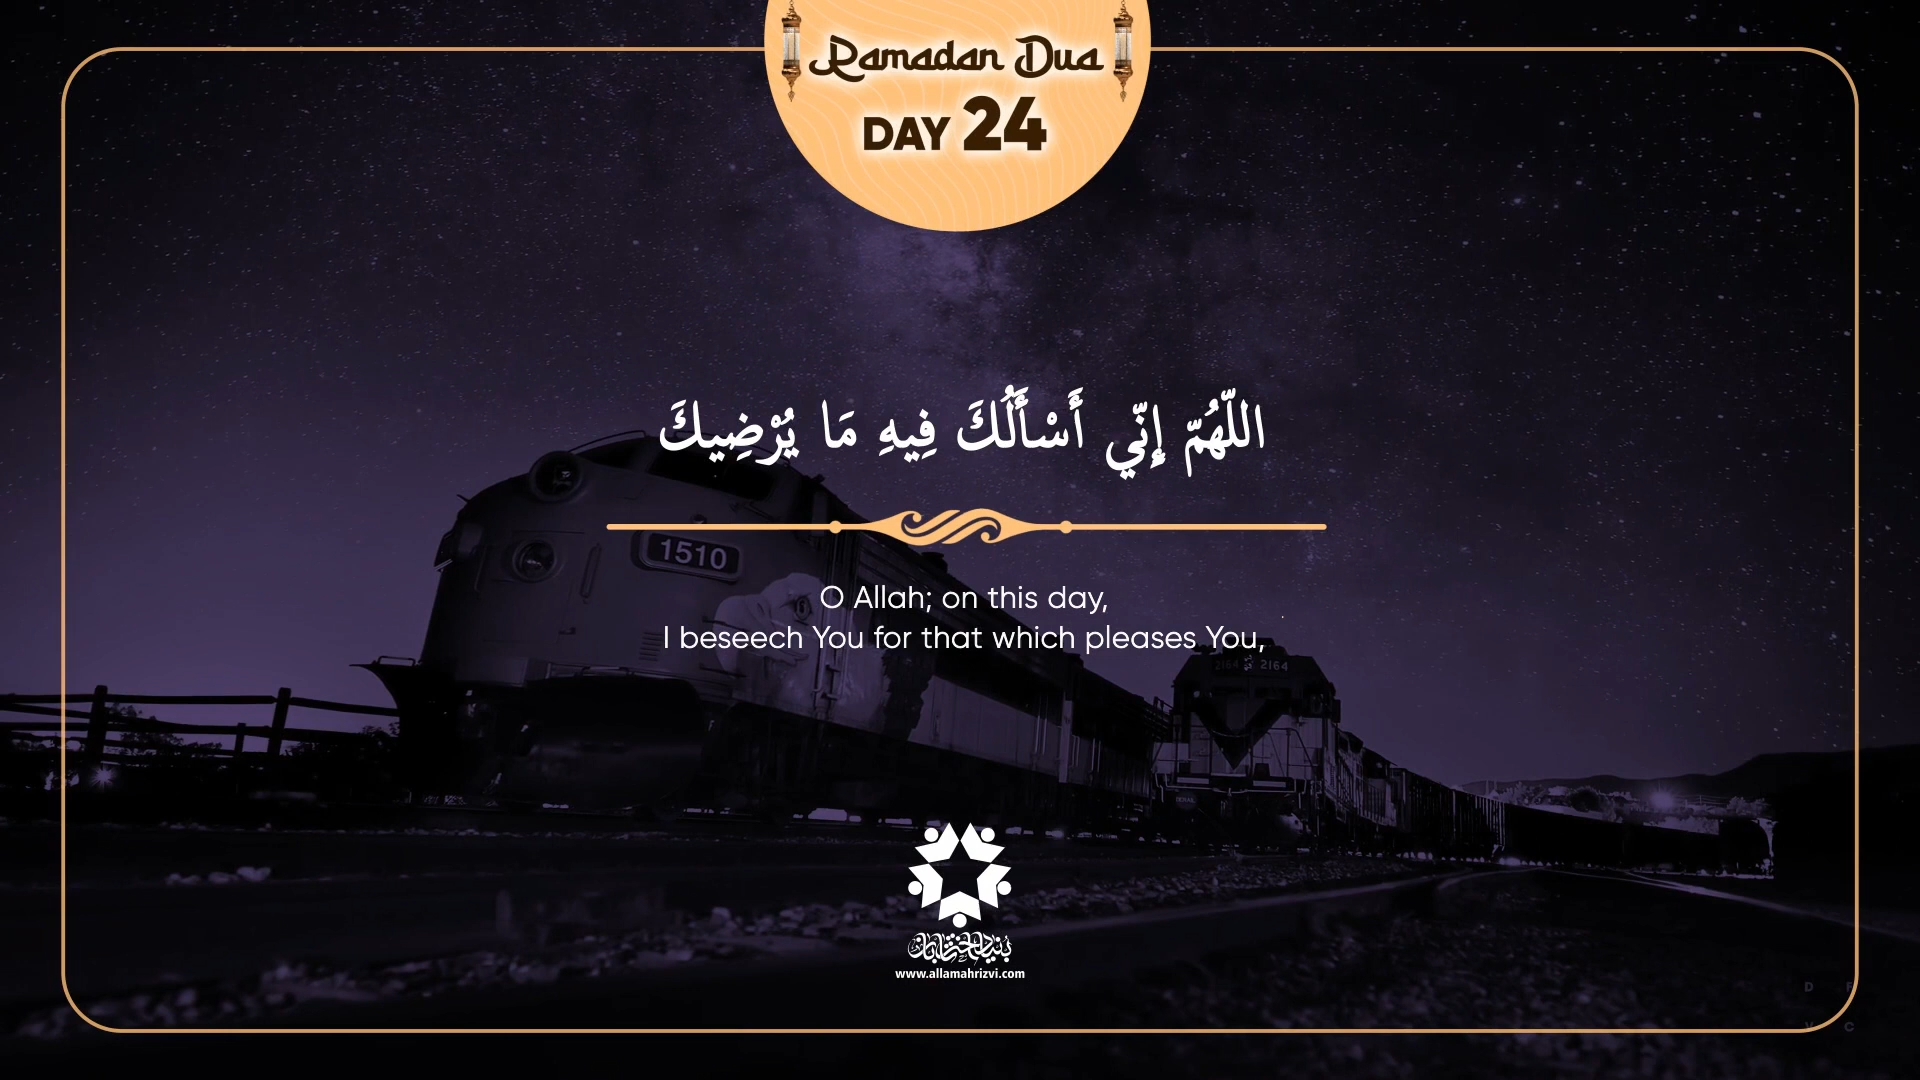 Ramadan Dua
DAY 24
اللّهُمّ إِنّي أَسْأَلُكَ فِيهِ مَا يُرْضِيكَ
1510
O Allah; on this day,
I beseech You for that which pleases You,
2164 2164
www.allamahrizvi.com